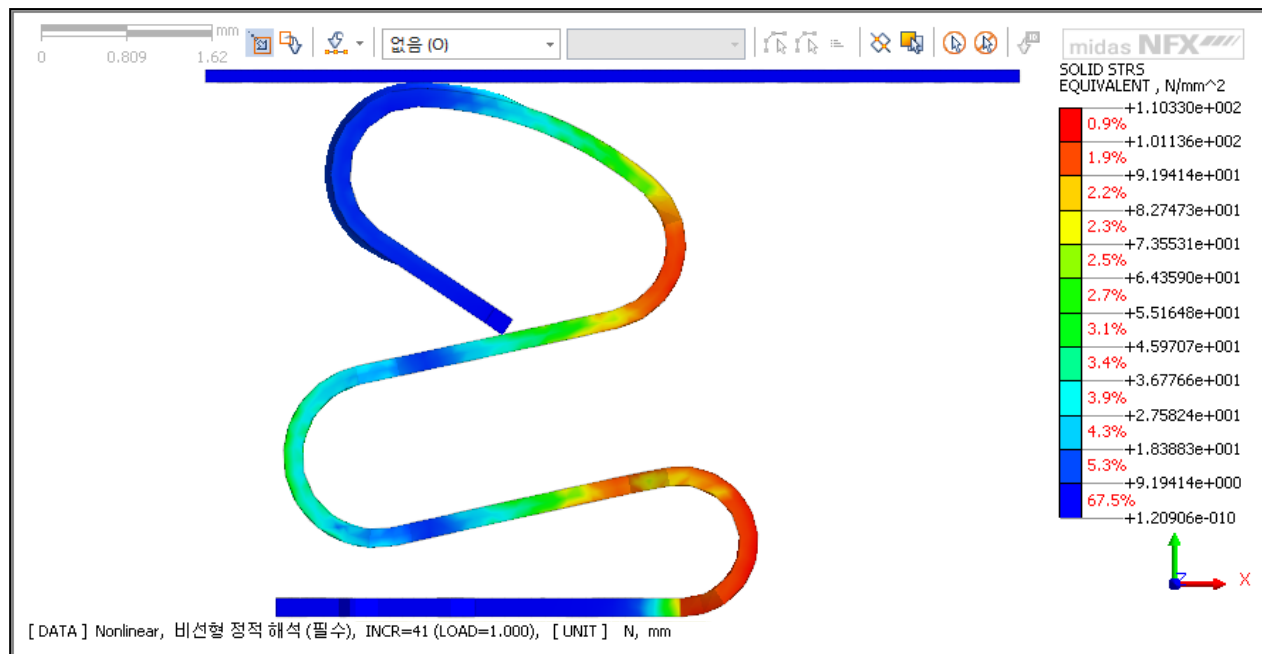 mm
0 0.809 1.62
없음 (O)
midas NFX
SOLID STRS
EQUIVALENT , N/mm^2
+1.10330e+002
0.9%
+1.01136e+002
1.9%
+9.19414e+001
2.2%
+8.27473e+001
2.3%
+7.35531e+001
2.5%
+6.43590e+001
2.7%
+5.51648e+001
3.1%
+4.59707e+001
3.4%
+3.67766e+001
3.9%
+2.75824e+001
4.3%
+1.83883e+001
5.3%
+9.19414e+000
67.5%
+1.20906e-010
Z
X
[ DATA ] Nonlinear, 비선형 정적 해석 (필수), INCR=41 (LOAD=1.000), [ UNIT ] N, mm